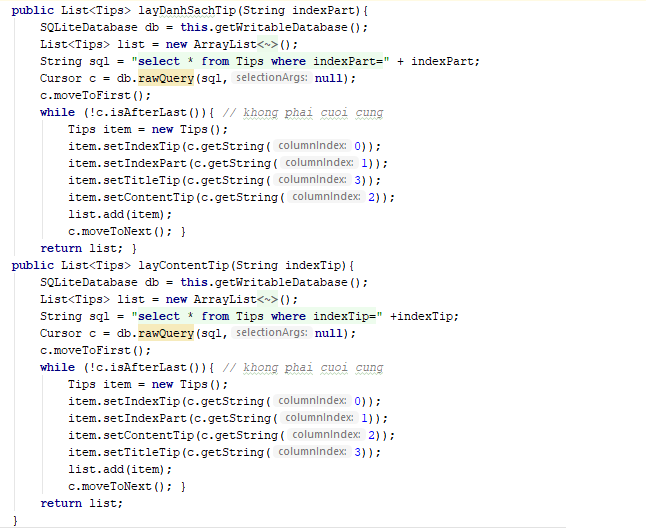 public List<Tips> layDanhSachTip(String indexPart){
SQLiteDatabase db = this.getWritableDatabase();
List<Tips> list = new ArrayList<~>();
String sql = "select * from Tips where indexPart=" + indexPart;
Cursor c = db.rawQuery(sql, selectionArgs: null);
c.moveToFirst();
while (!c.isAfterLast()){ // khong phai cuoi cung
Tips item = new Tips();
item.setIndexTip(c.getString( columnIndex: 0));
item.setIndexPart(c.getString( columnIndex: 1));
item.setTitleTip(c.getString( columnIndex: 3));
item.setContentTip(c.getString( columnIndex: 2));
list.add(item);
c.moveToNext(); }
return list; }
public List<Tips> layContentTip(String indexTip){
SQLiteDatabase db = this.getWritableDatabase();
List<Tips> list = new ArrayList<~>();
String sql = "select * from Tips where indexTip=" +indexTip;
Cursor c = db.rawQuery(sql, selectionArgs: null);
c.moveToFirst();
while (!c.isAfterLast()){ // khong phai cuoi cung
Tips item = new Tips();
item.setIndexTip(c.getString( columnIndex: 0));
item.setIndexPart(c.getString( columnIndex: 1));
item.setContentTip(c.getString( columnIndex: 2));
item.setTitleTip(c.getString( columnIndex: 3));
list.add(item);
c.moveToNext(); }
return list;
}